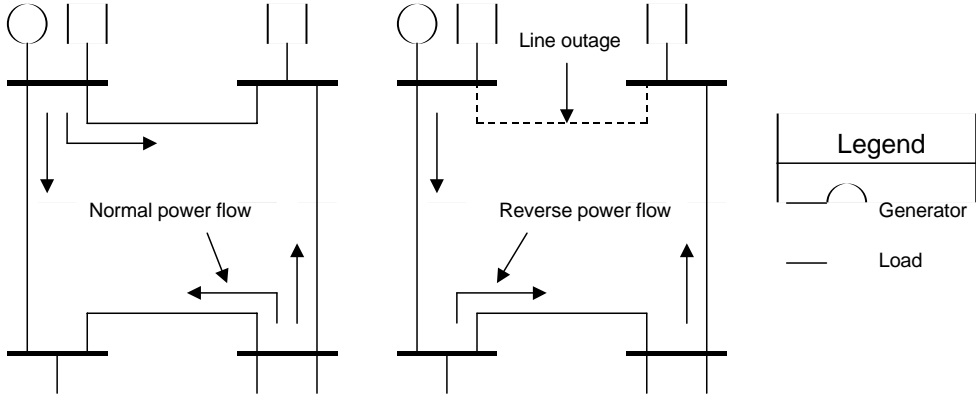 Line outage
Legend
Normal power flow
Reverse power flow
Generator
Load